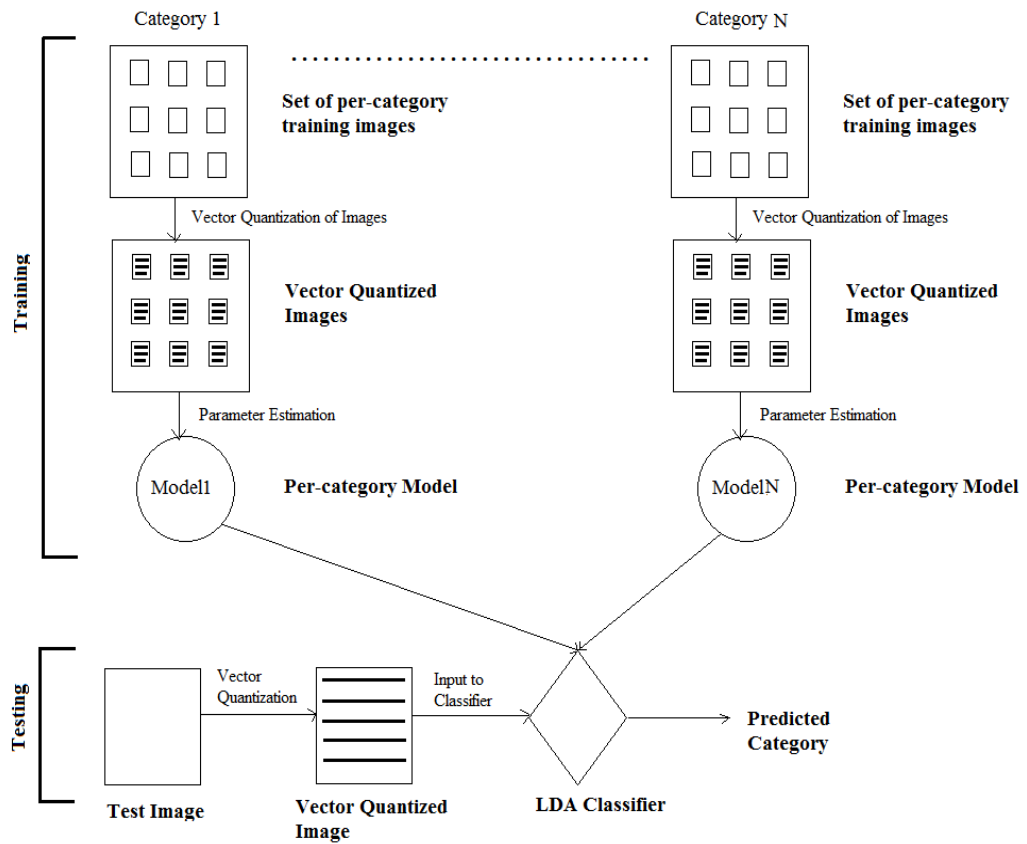 Category 1
Category N
Set of per-category
training images
Set of per-category
training images
Vector Quantization of Images
Vector Quantization of Images
Training
Vector Quantized
Images
Vector Quantized
Images
Parameter Estimation
Parameter Estimation
Model1
Per-category Model
ModelN
Per-category Model
Testing
Vector
Quantization
Input to
Classifier
Predicted
Category
Test Image
Vector Quantized
Image
LDA Classifier